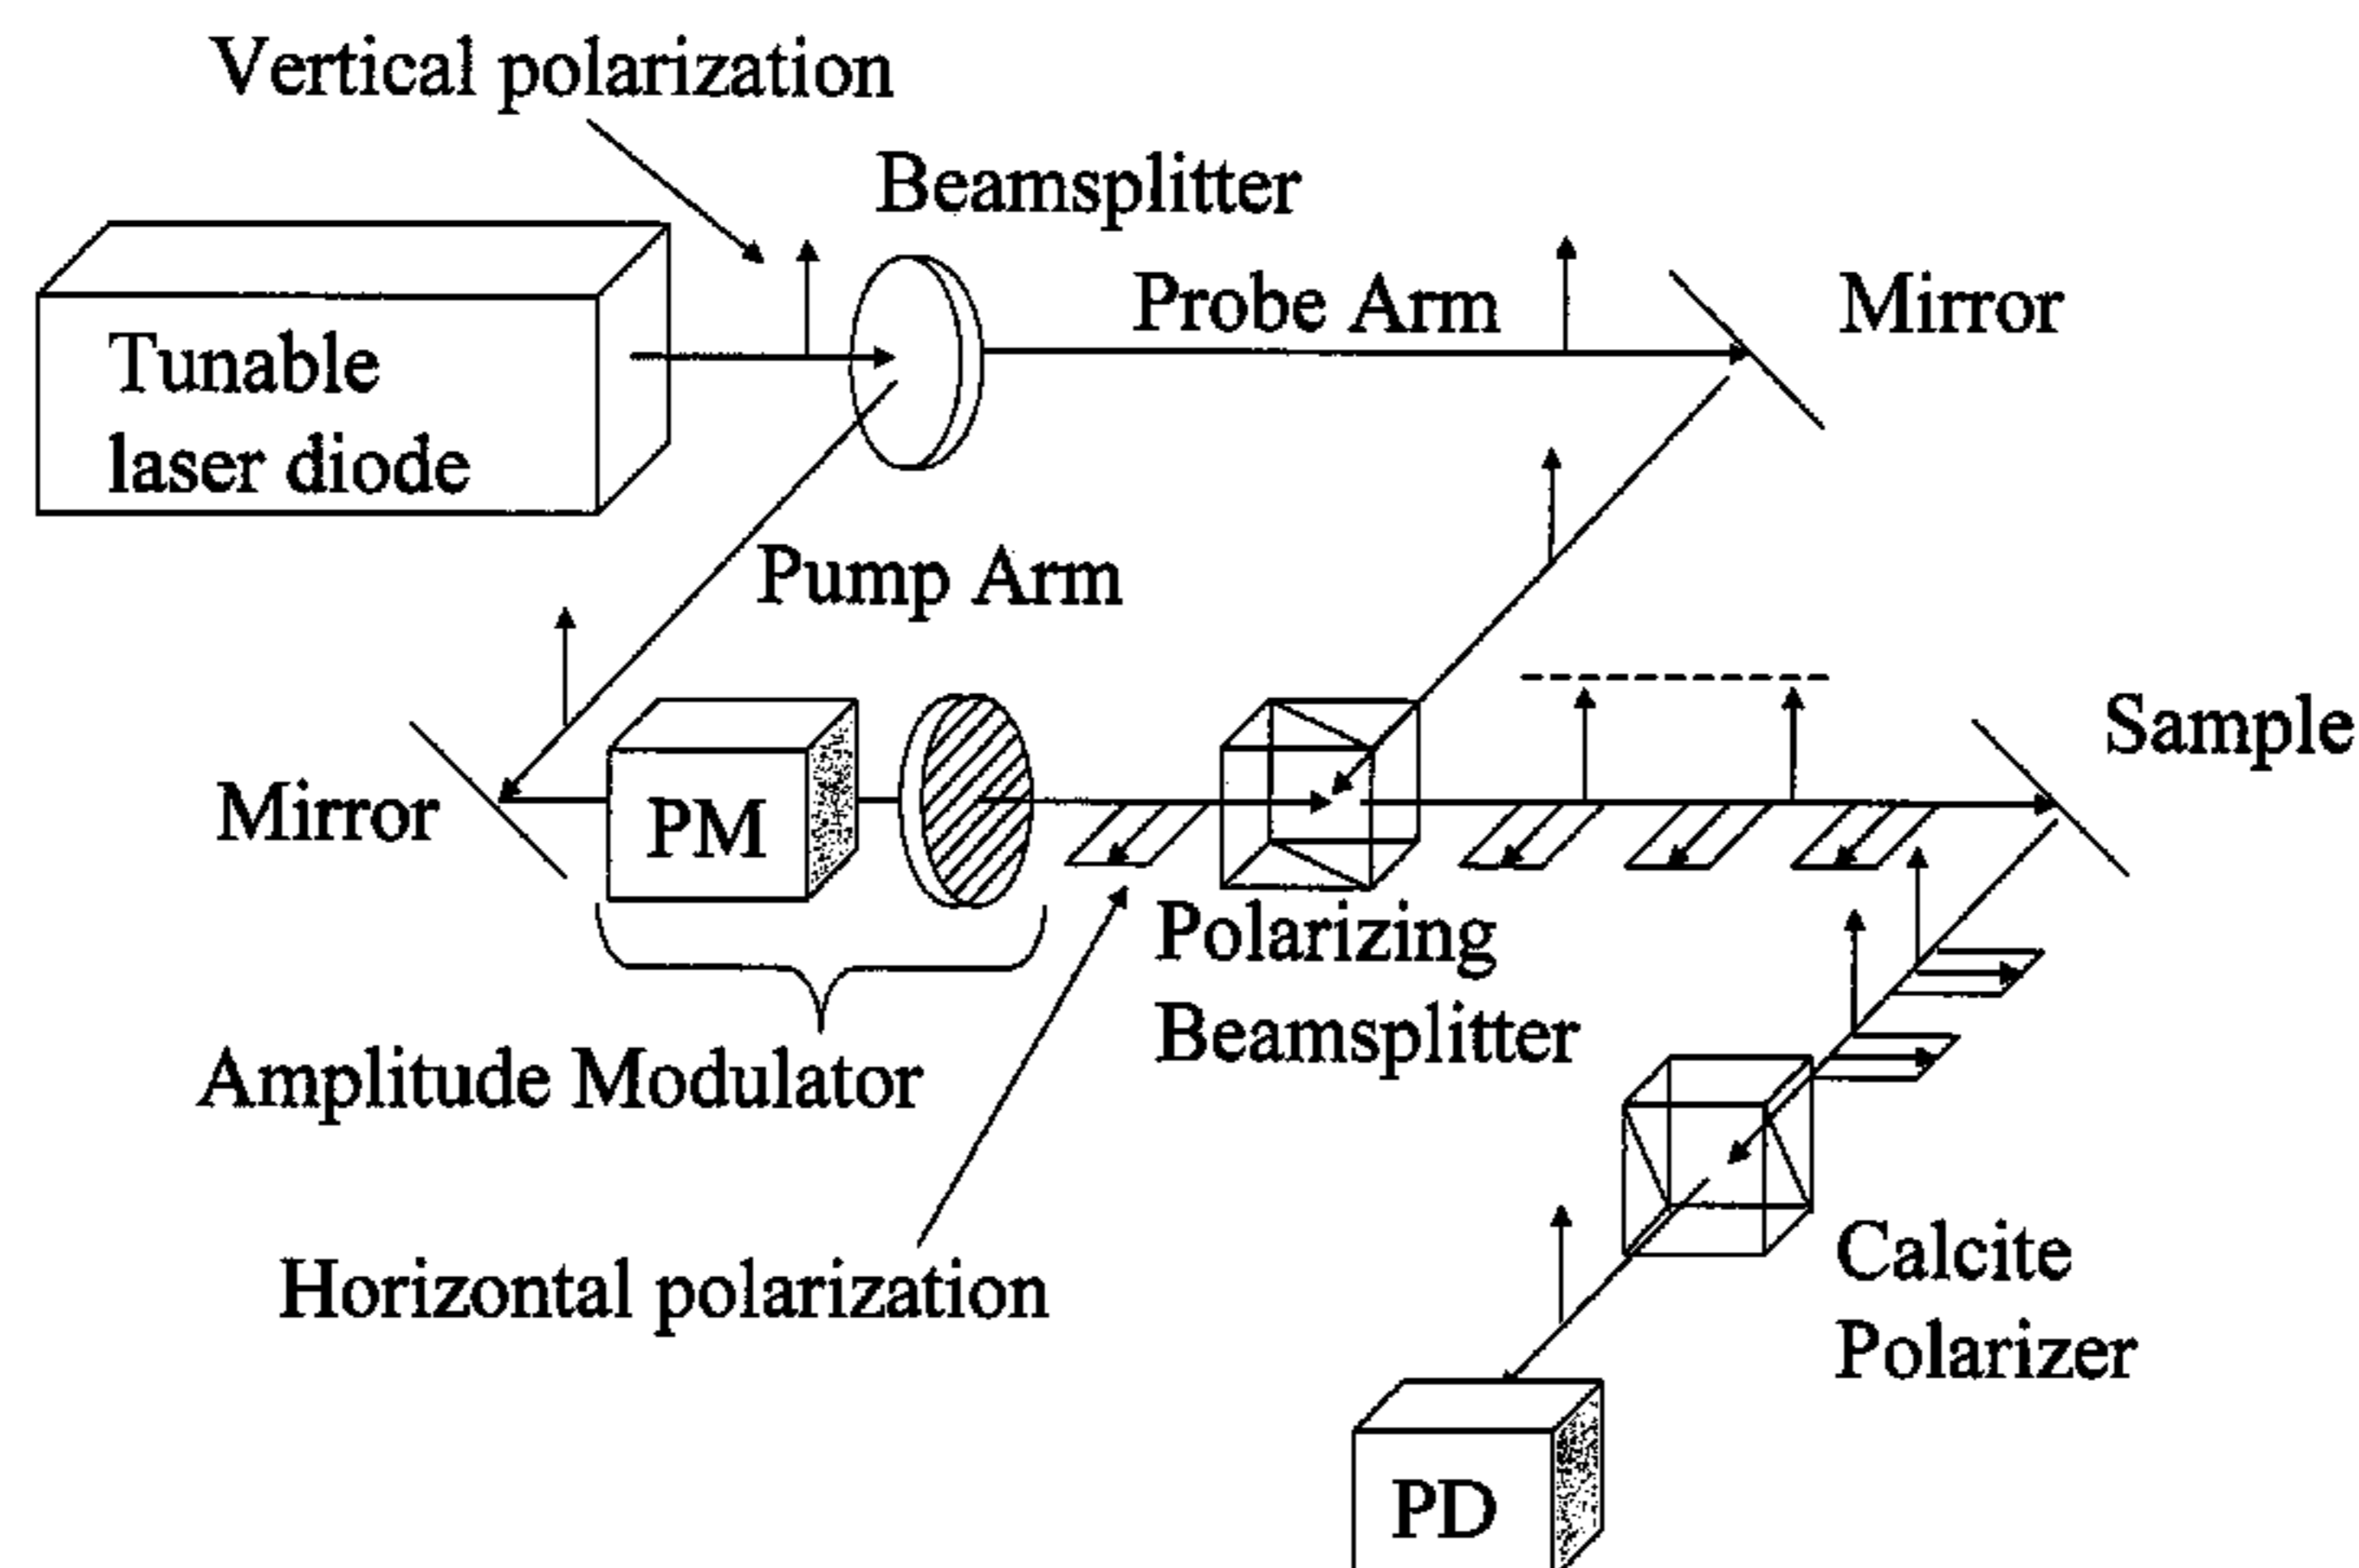 Vertical polarization
Beamsplitter
Probe Arm
Mirror
Tunable
laser diode
Pump Arm
Sample
Mirror
PM
Polarizing
Beamsplitter
Amplitude Modulator
Horizontal polarization
Calcite
Polarizer
PD